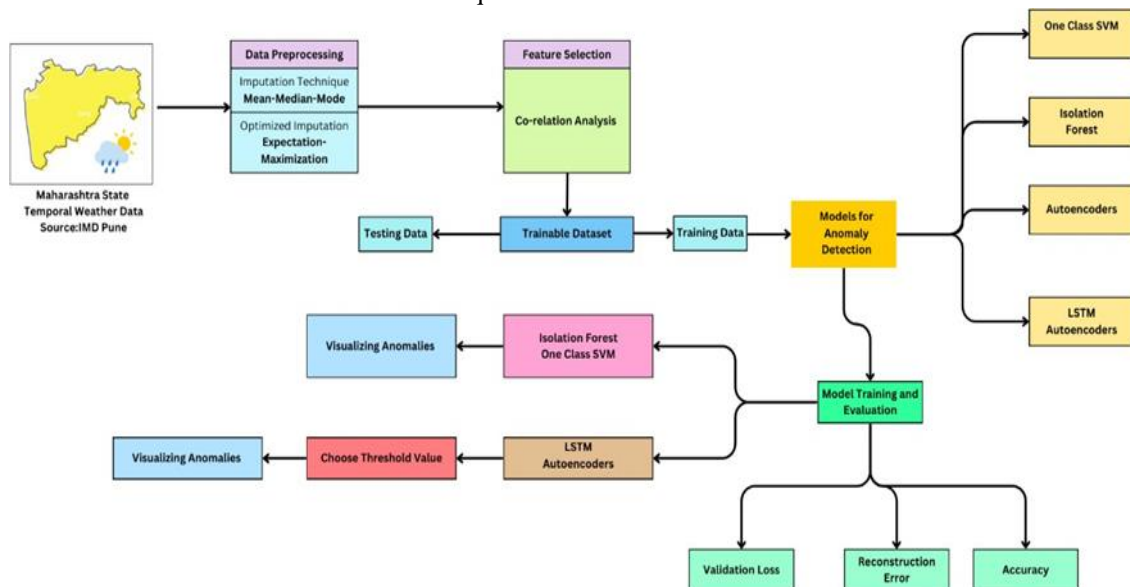 Data Preprocessing
Imputation Technique
Mean-Median-Mode
Optimized Imputation
Expectation-
Maximization
Feature Selection
Co-relation Analysis
One Class SVM
Isolation
Forest
Autoencoders
LSTM
Autoencoders
Maharashtra State
Temporal Weather Data
Source:IMD Pune
Testing Data
Trainable Dataset
Training Data
Models for
Anomaly
Detection
Visualizing Anomalies
Isolation Forest
One Class SVM
Model Training and
Evaluation
Visualizing Anomalies
Choose Threshold Value
LSTM
Autoencoders
Validation Loss
Reconstruction
Error
Accuracy